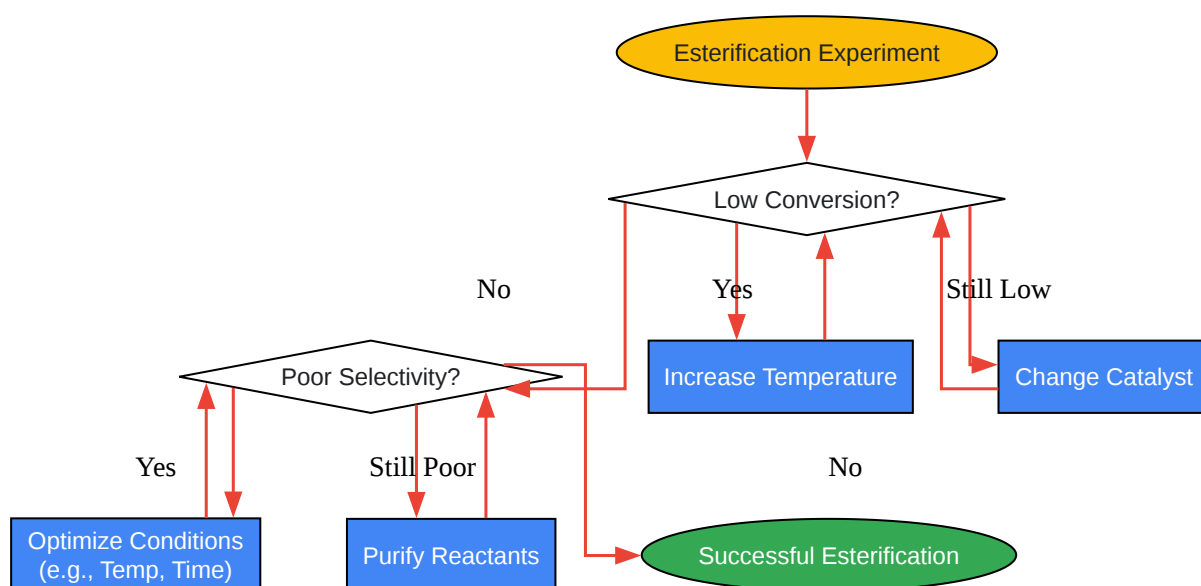 Esterification Experiment
Low Conversion?
No
Yes
Still Low
Poor Selectivity?
Increase Temperature
Change Catalyst
Yes
Still Poor
No
Optimize Conditions
(e.g., Temp, Time)
Purify Reactants
Successful Esterification